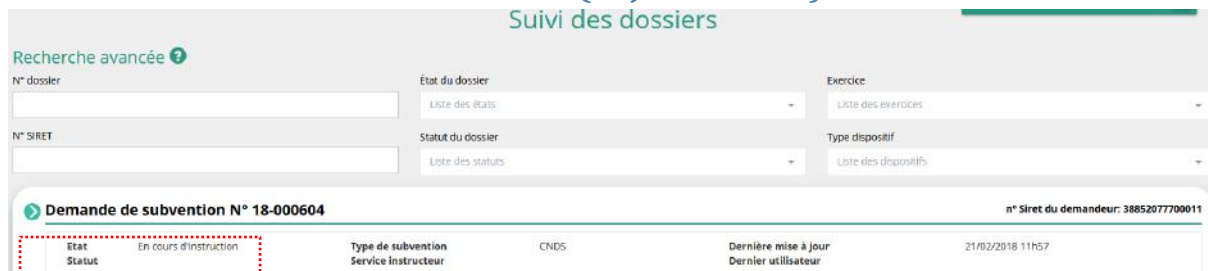 Suivi des dossiers
Recherche avancée ?
N° dossier État du dossier Exercice
Liste des états Liste des exercices
N° SIRET Statut du dossier Type dispositif
Liste des statuts Liste des dispositifs
Demande de subvention N° 18-000604 n° Siret du demandeur: 38852077700011
Etat En cours d'instruction Type de subvention CNDS Dernière mise à jour 21/02/2018 11h57
Statut Service instructeur Dernier utilisateur